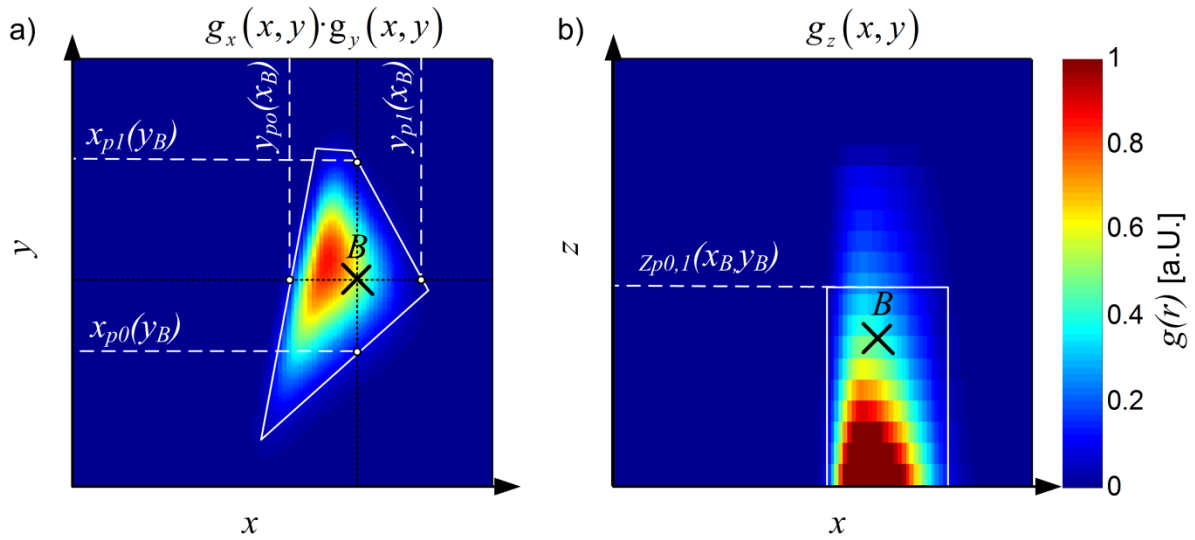 a)
g_x(x,y)·g_y(x,y)
y_po(x_B)
y_p1(x_B)
x_p1(y_B)
B
x_p0(y_B)
y
x
b)
g_z(x,y)
z_p0,1(x_B,y_B)
B
z
x
1
0.8
0.6
0.4
0.2
0
g(r) [a.U.]